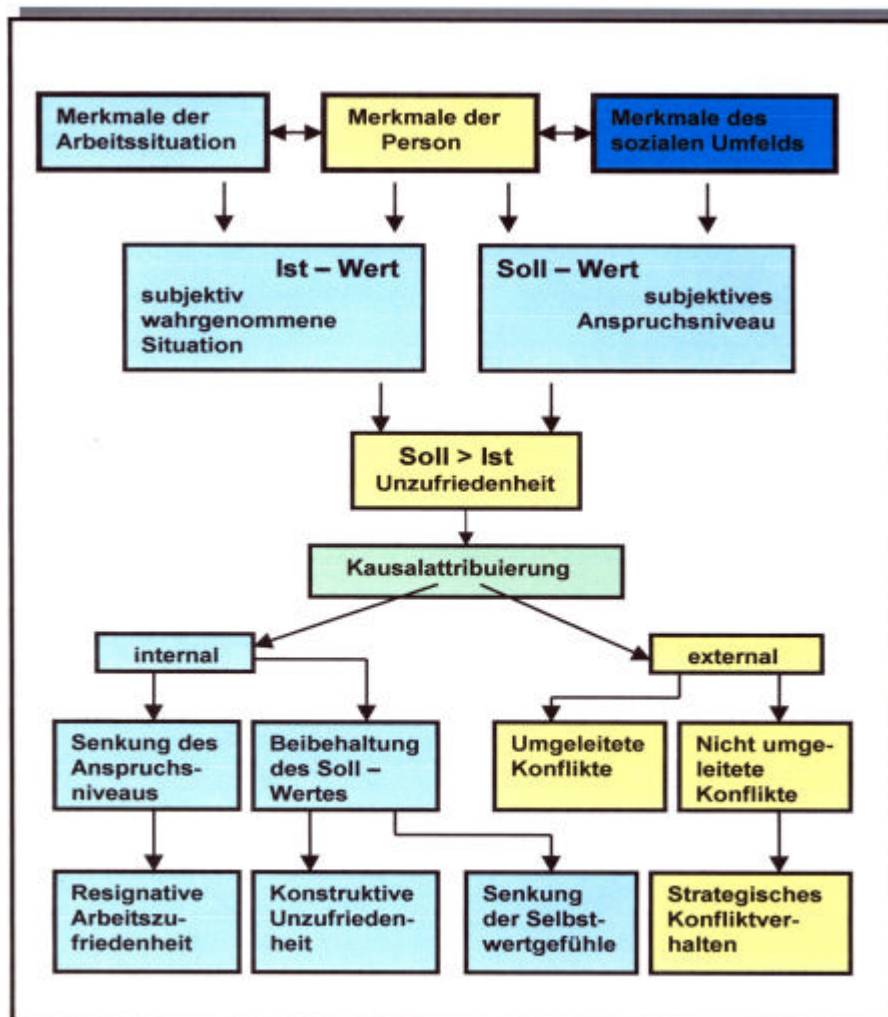 Merkmale der
Arbeitssituation
Merkmale der
Person
Merkmale des
sozialen Umfelds
Ist – Wert
subjektiv
wahrgenommene
Situation
Soll – Wert
subjektives
Anspruchsniveau
Soll > Ist
Unzufriedenheit
Kausalattribuierung
internal
external
Senkung des
Anspruchs-
niveaus
Beibehaltung
des Soll –
Wertes
Umgeleitete
Konflikte
Nicht umge-
leitete
Konflikte
Resignative
Arbeitszu-
friedenheit
Konstruktive
Unzufrieden-
heit
Senkung
der Selbst-
wertgefühle
Strategisches
Konfliktver-
halten